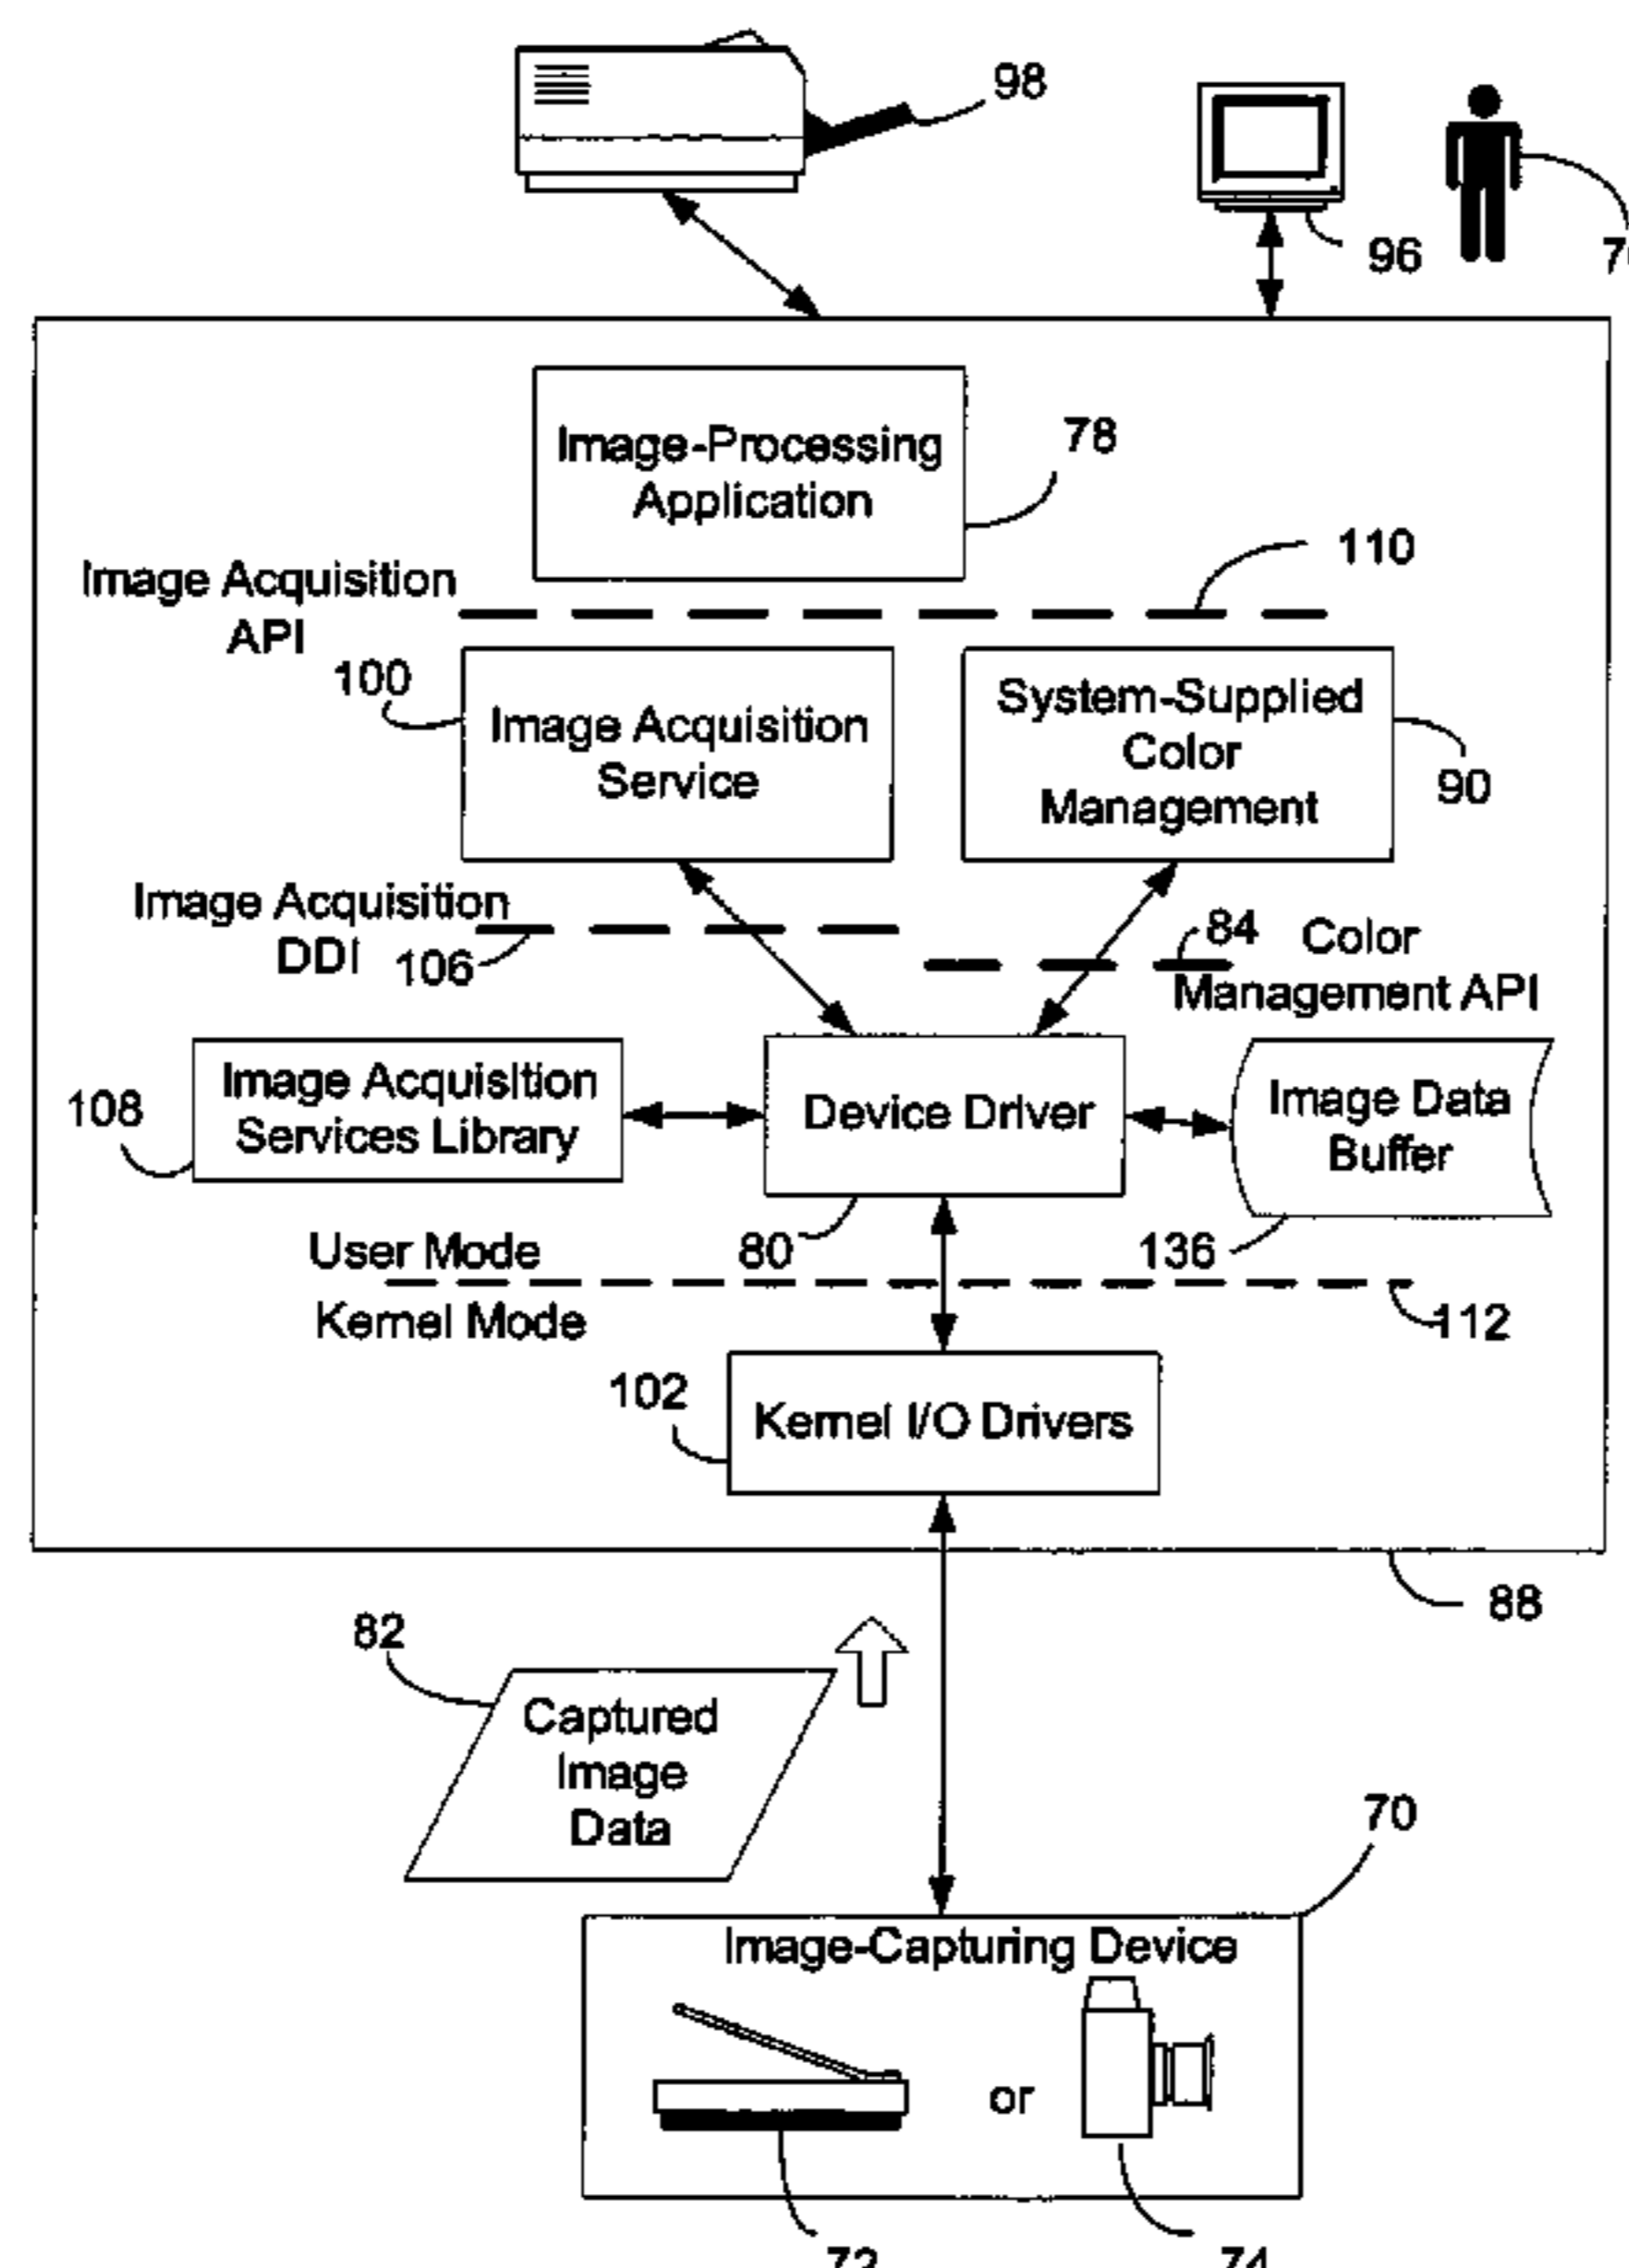 98
96
Image-Processing
Application
78
110
Image Acquisition
API
100
Image Acquisition
Service
System-Supplied
Color
Management
90
Image Acquisition
DDI
106
84
Color
Management API
108
Image Acquisition
Services Library
Device Driver
Image Data
Buffer
80
136
User Mode
Kernel Mode
112
102
Kernel I/O Drivers
88
82
Captured
Image
Data
70
Image-Capturing Device
or
72
74